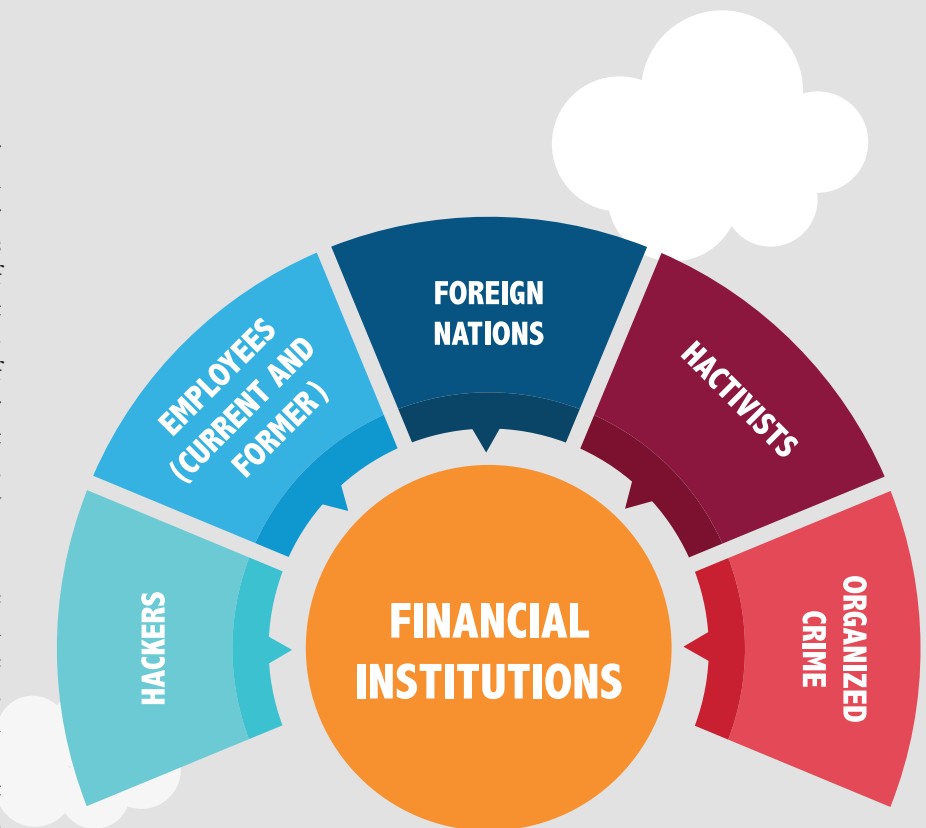 HACKERS
EMPLOYEES
(CURRENT AND
FORMER)
FOREIGN
NATIONS
HACTIVISTS
ORGANIZED
CRIME
FINANCIAL
INSTITUTIONS